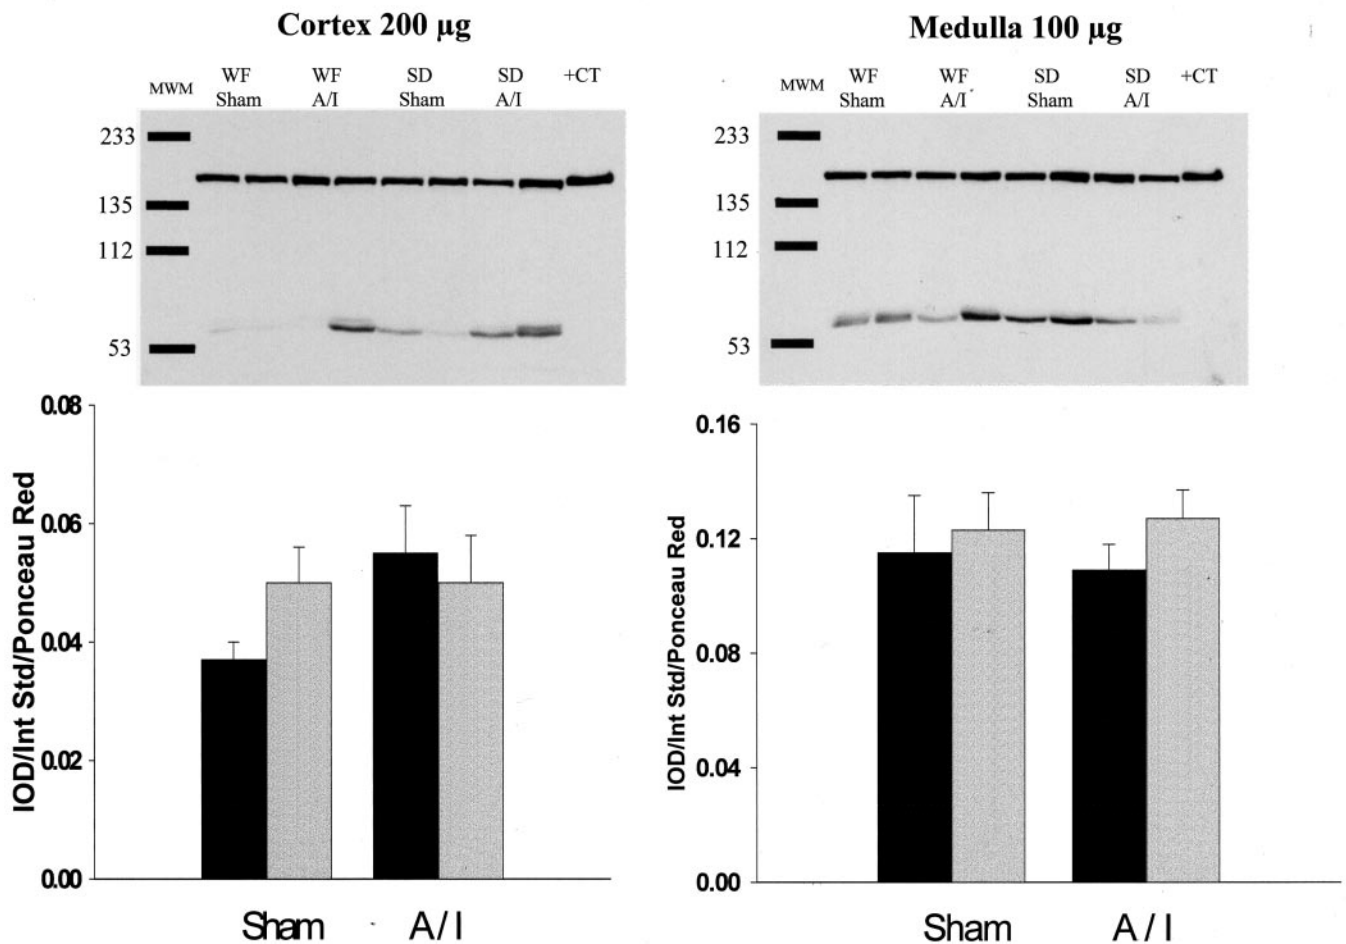 Cortex 200 µg
MWM
WF Sham
WF A/I
SD Sham
SD A/I
+CT
233
135
112
53
Medulla 100 µg
MWM
WF Sham
WF A/I
SD Sham
SD A/I
+CT
233
135
112
53
IOD/Int Std/Ponceau Red
0.08
0.06
0.04
0.02
0.00
Sham A/I
IOD/Int Std/Ponceau Red
0.16
0.12
0.08
0.04
0.00
Sham A/I